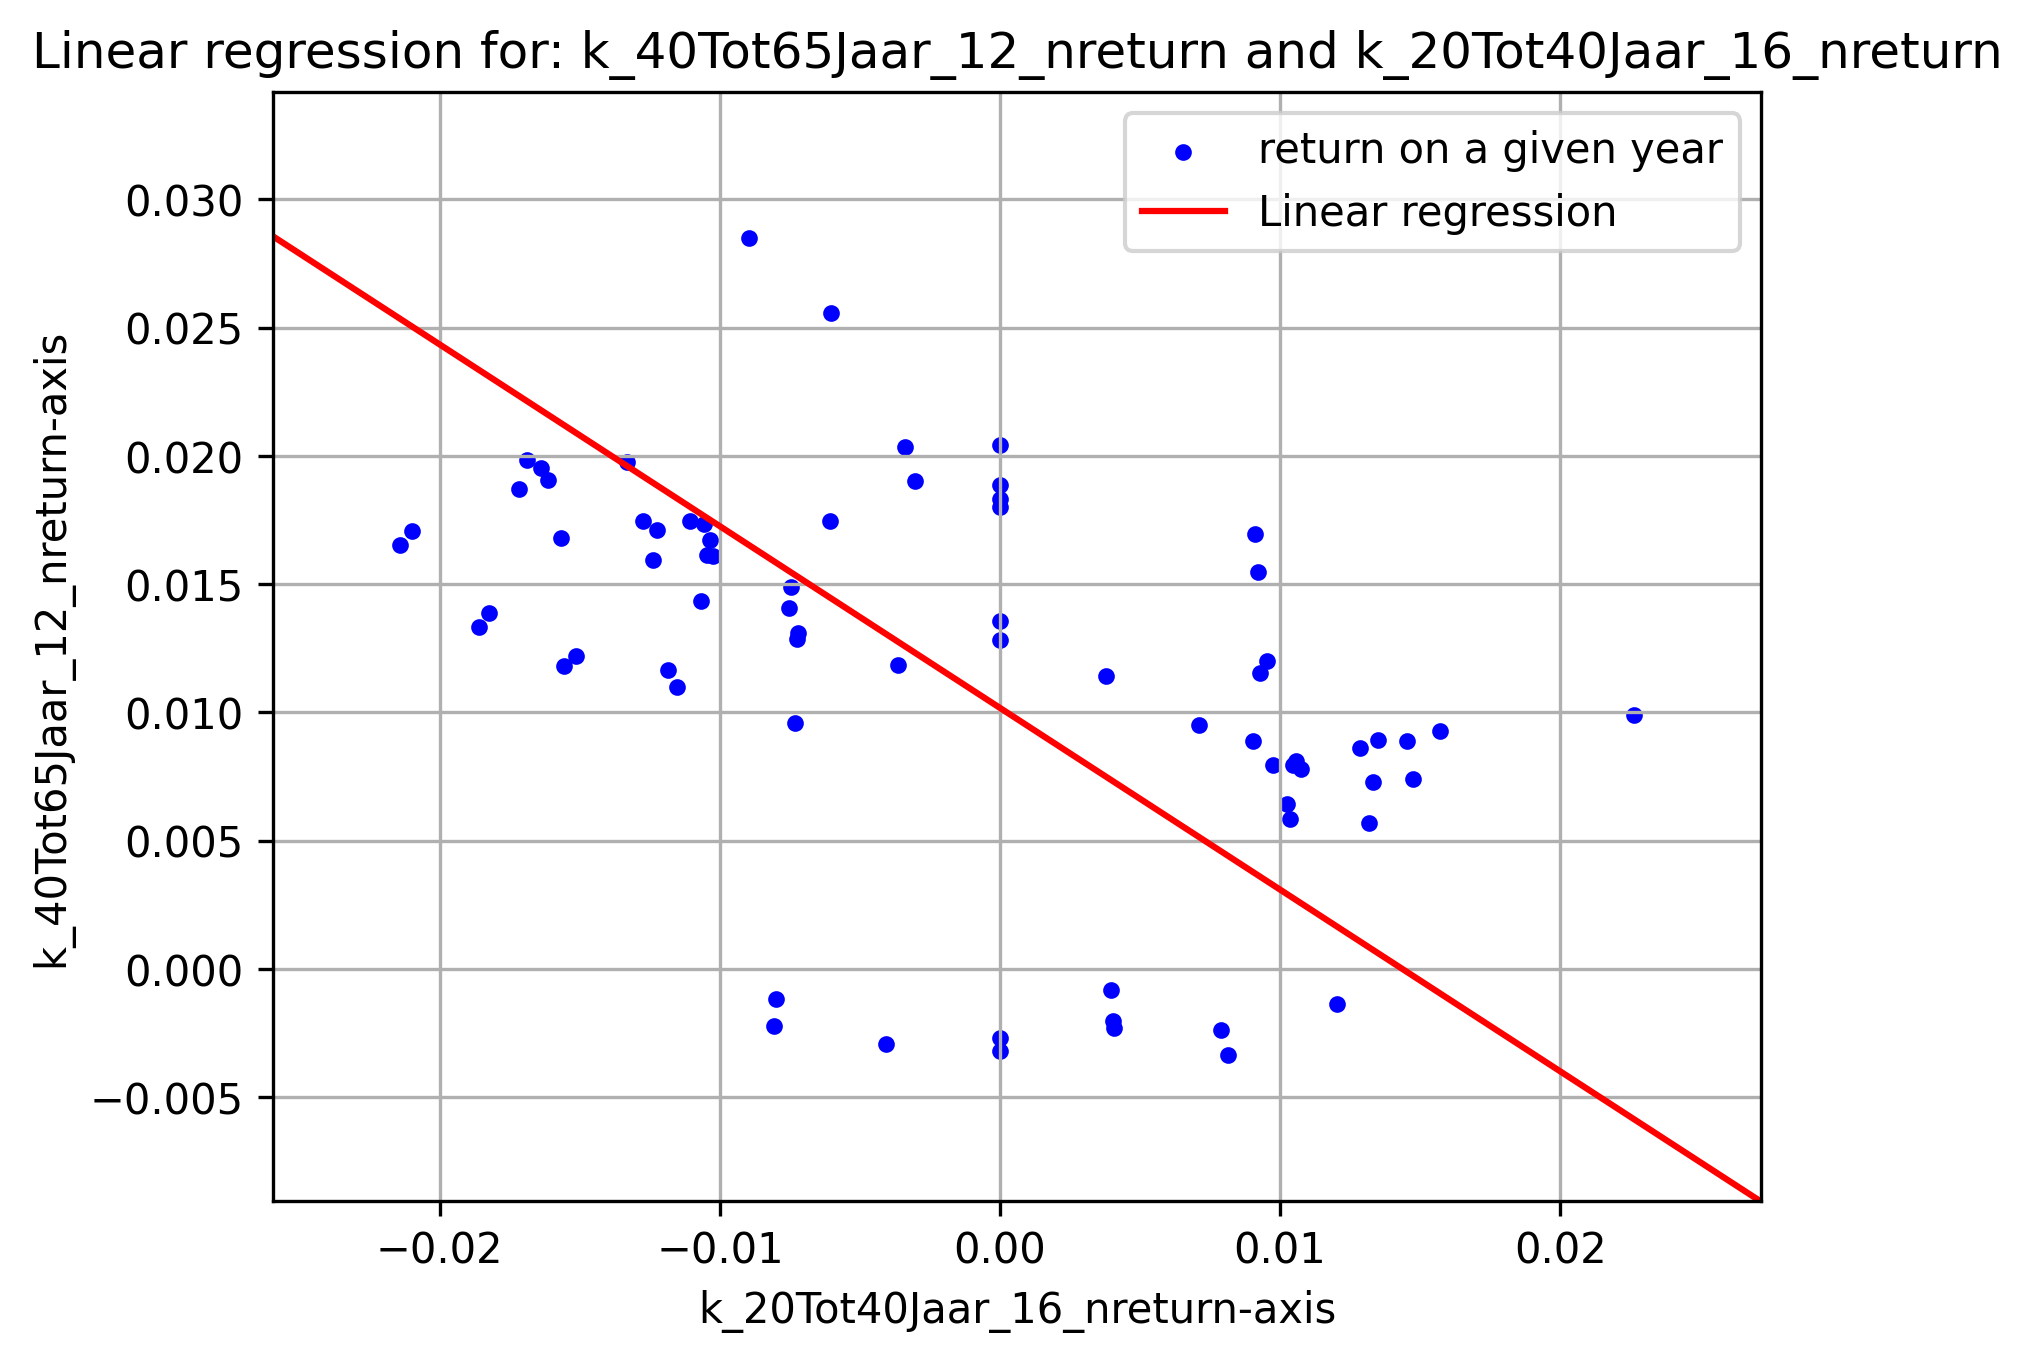 Linear regression for: k_40Tot65Jaar_12_nreturn and k_20Tot40Jaar_16_nreturn
return on a given year
Linear regression
k_40Tot65Jaar_12_nreturn-axis
0.030
0.025
0.020
0.015
0.010
0.005
0.000
−0.005
−0.02
−0.01
0.00
0.01
0.02
k_20Tot40Jaar_16_nreturn-axis